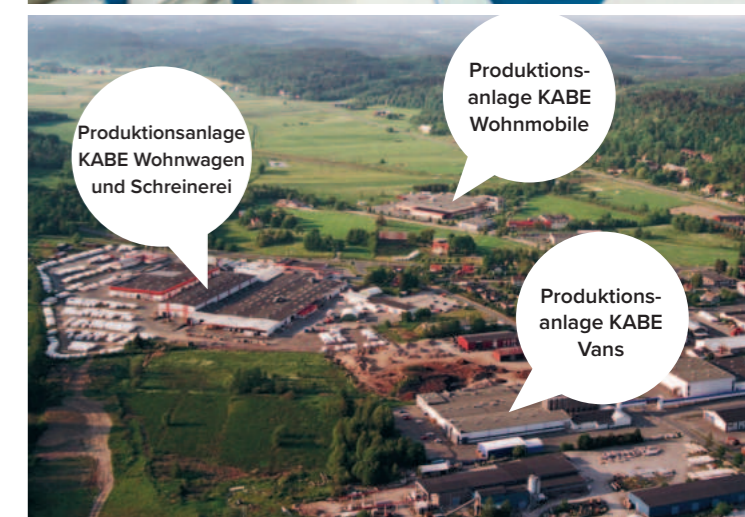 Produktions-
anlage KABE
Wohnmobile
Produktionsanlage
KABE Wohnwagen
und Schreinerei
Produktions-
anlage KABE
Vans